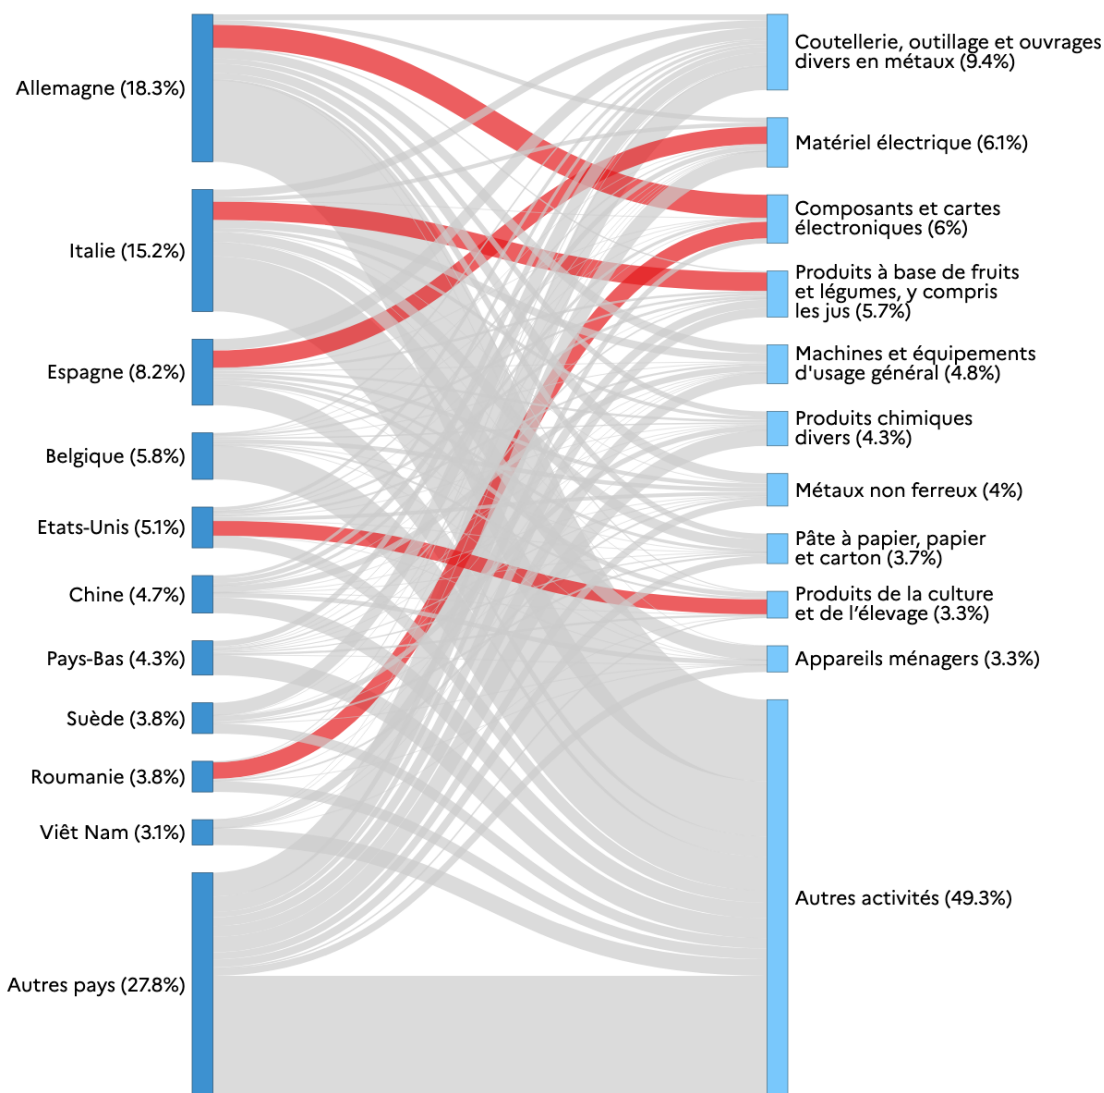 Allemagne (18.3%)
Italie (15.2%)
Espagne (8.2%)
Belgique (5.8%)
Etats-Unis (5.1%)
Chine (4.7%)
Pays-Bas (4.3%)
Suède (3.8%)
Roumanie (3.8%)
Viêt Nam (3.1%)
Autres pays (27.8%)
Coutellerie, outillage et ouvrages
divers en métaux (9.4%)
Matériel électrique (6.1%)
Composants et cartes
électroniques (6%)
Produits à base de fruits
et légumes, y compris
les jus (5.7%)
Machines et équipements
d'usage général (4.8%)
Produits chimiques
divers (4.3%)
Métaux non ferreux (4%)
Pâte à papier, papier
et carton (3.7%)
Produits de la culture
et de l’élevage (3.3%)
Appareils ménagers (3.3%)
Autres activités (49.3%)